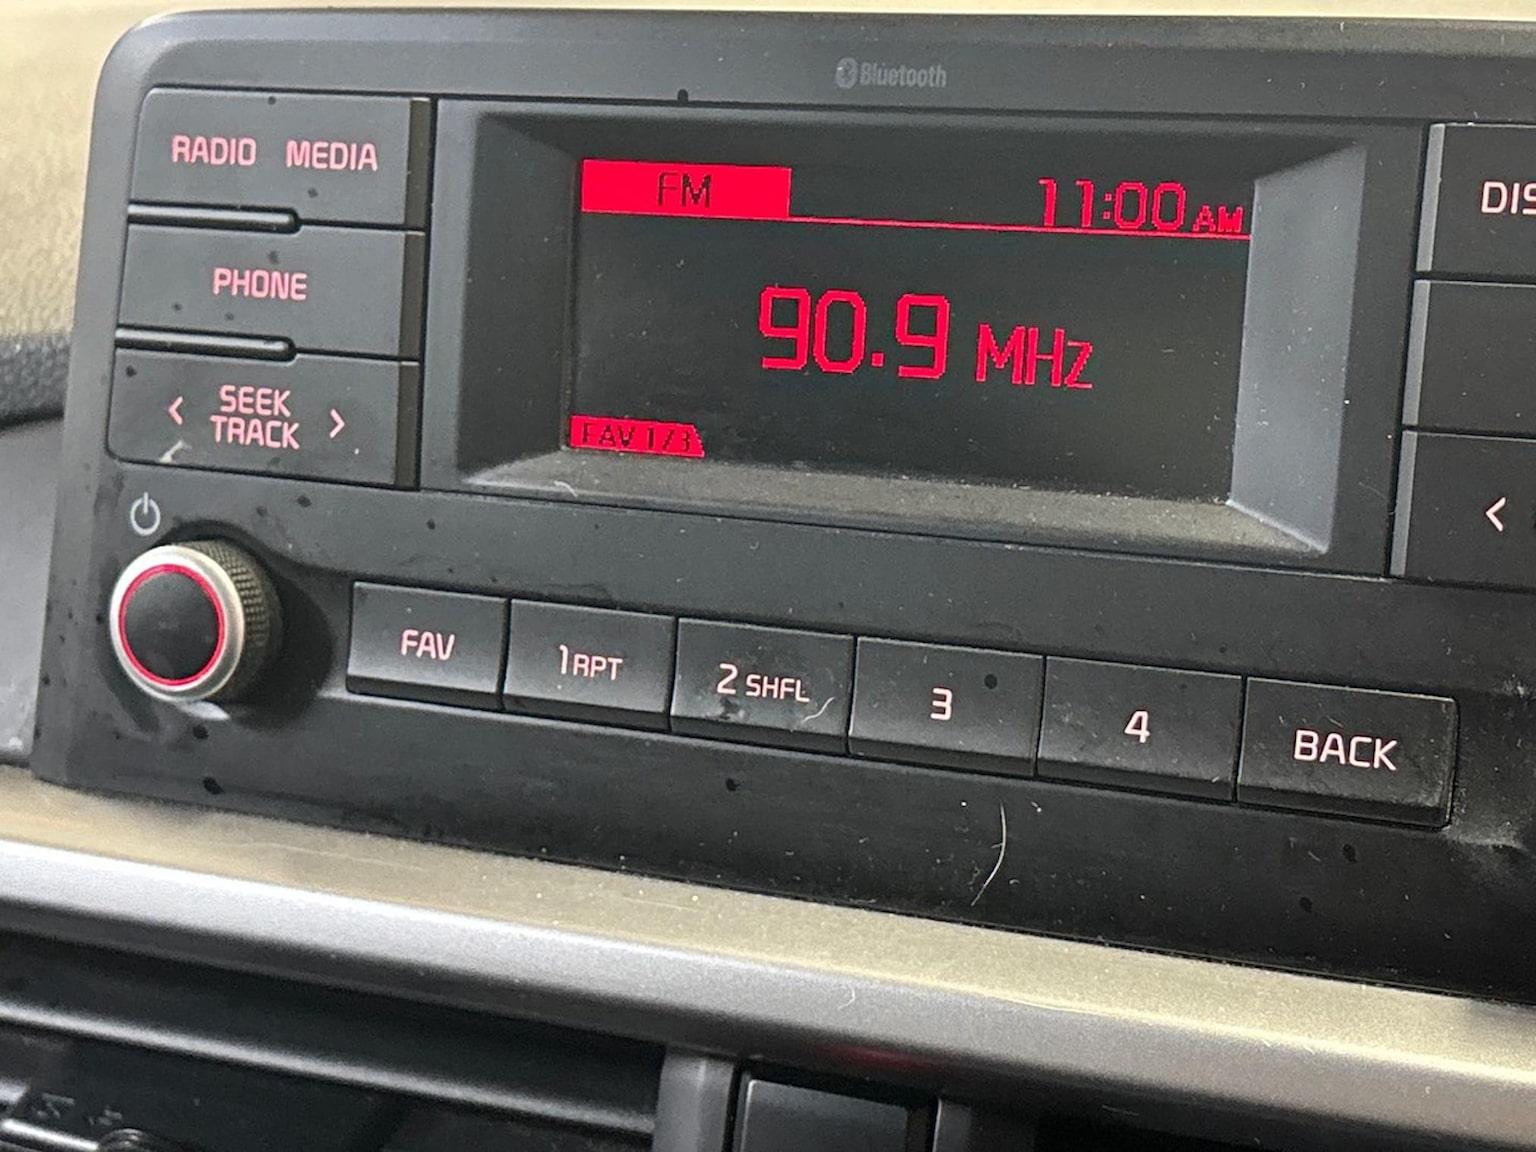 Bluetooth
RADIO MEDIA
FM
11:00 AM
PHONE
90.9 MHz
SEEK
TRACK
FAV 1/3
FAV
1 RPT
2 SHFL
3
4
BACK